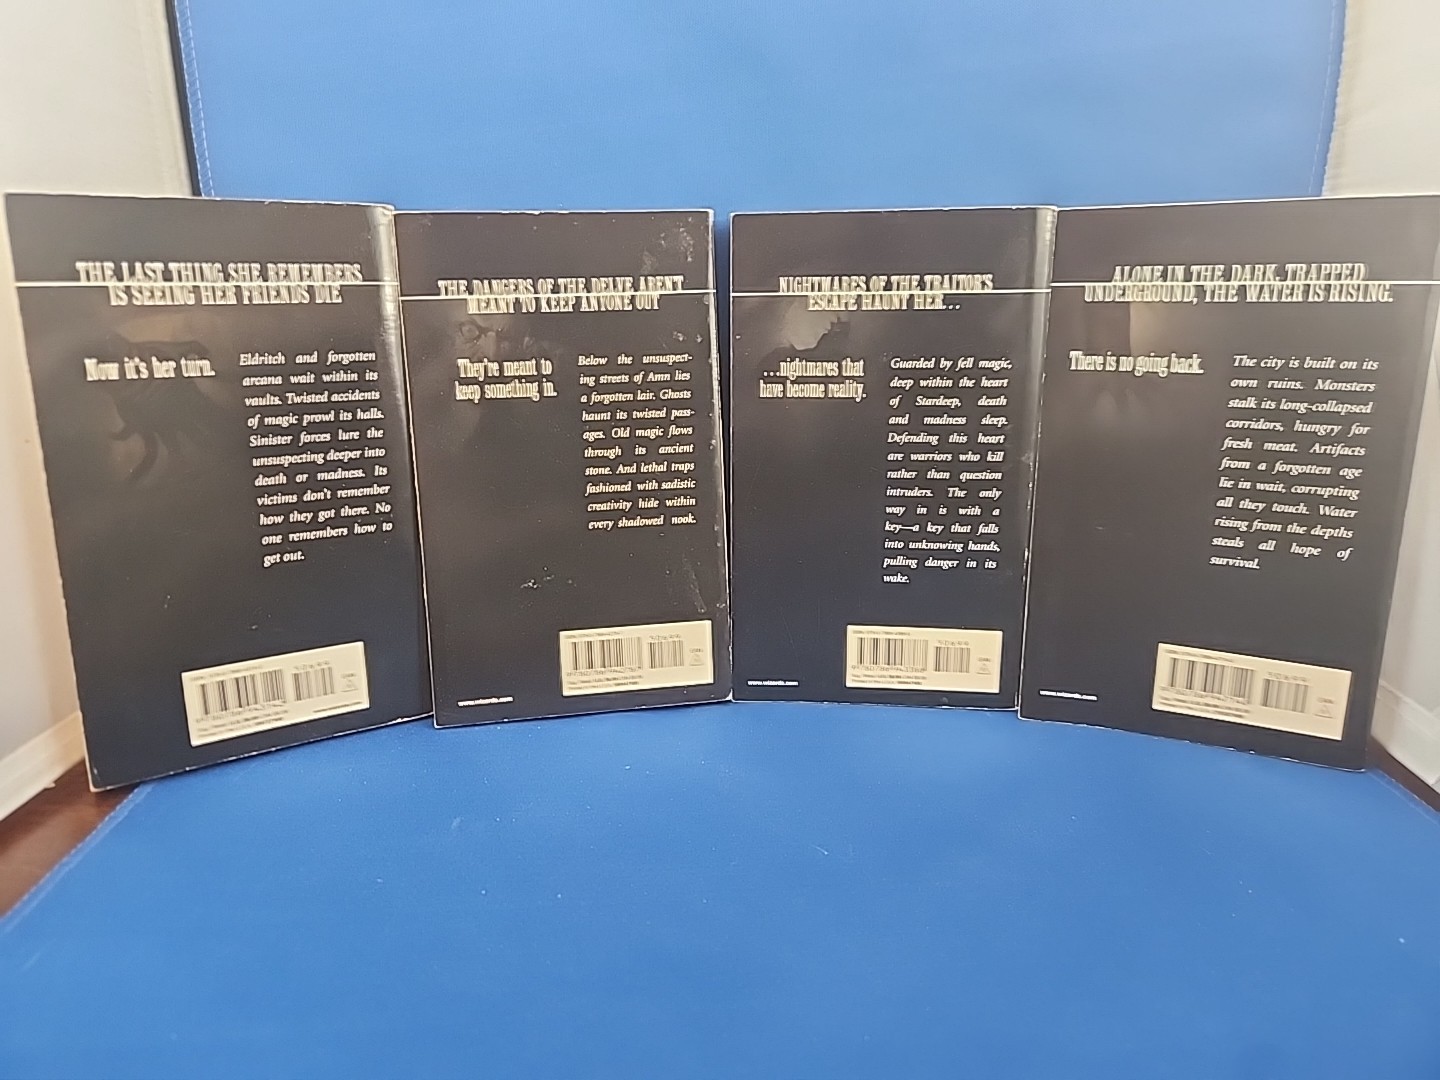 THE LAST THING SHE REMEMBERS
IS SEEING HER FRIENDS DIE
Now it's her turn.
Eldritch and forgotten
arcana wait within its
vaults. Twisted accidents
of magic prowl its halls.
Sinister forces lure the
unsuspecting deeper into
death or madness. Its
victims don't remember
how they got there. No
one remembers how to
get out.
THE DANGERS OF THE DELVE AREN'T
MEANT TO KEEP ANYONE OUT
They're meant to
keep something in.
Below the unsuspect-
ing streets of Amn lies
a forgotten lair. Ghosts
haunt its twisted pass-
ages. Old magic flows
through its ancient
stone. And lethal traps
fashioned with sadistic
creativity hide within
every shadowed nook.
www.wizards.com
NIGHTMARES OF THE TRAITOR'S
ESCAPE HAUNT HER...
...nightmares that
have become reality.
Guarded by fell magic,
deep within the heart
of Stardeep, death
and madness sleep.
Defending this heart
are warriors who kill
rather than question
intruders. The only
way in is with a
key—a key that falls
into unknowing hands,
pulling danger in its
wake.
www.wizards.com
ALONE IN THE DARK, TRAPPED
UNDERGROUND, THE WATER IS RISING.
There is no going back.
The city is built on its
own ruins. Monsters
stalk its long-collapsed
corridors, hungry for
fresh meat. Artifacts
from a forgotten age
lie in wait, corrupting
all they touch. Water
rising from the depths
steals all hope of
survival.
www.wizards.com